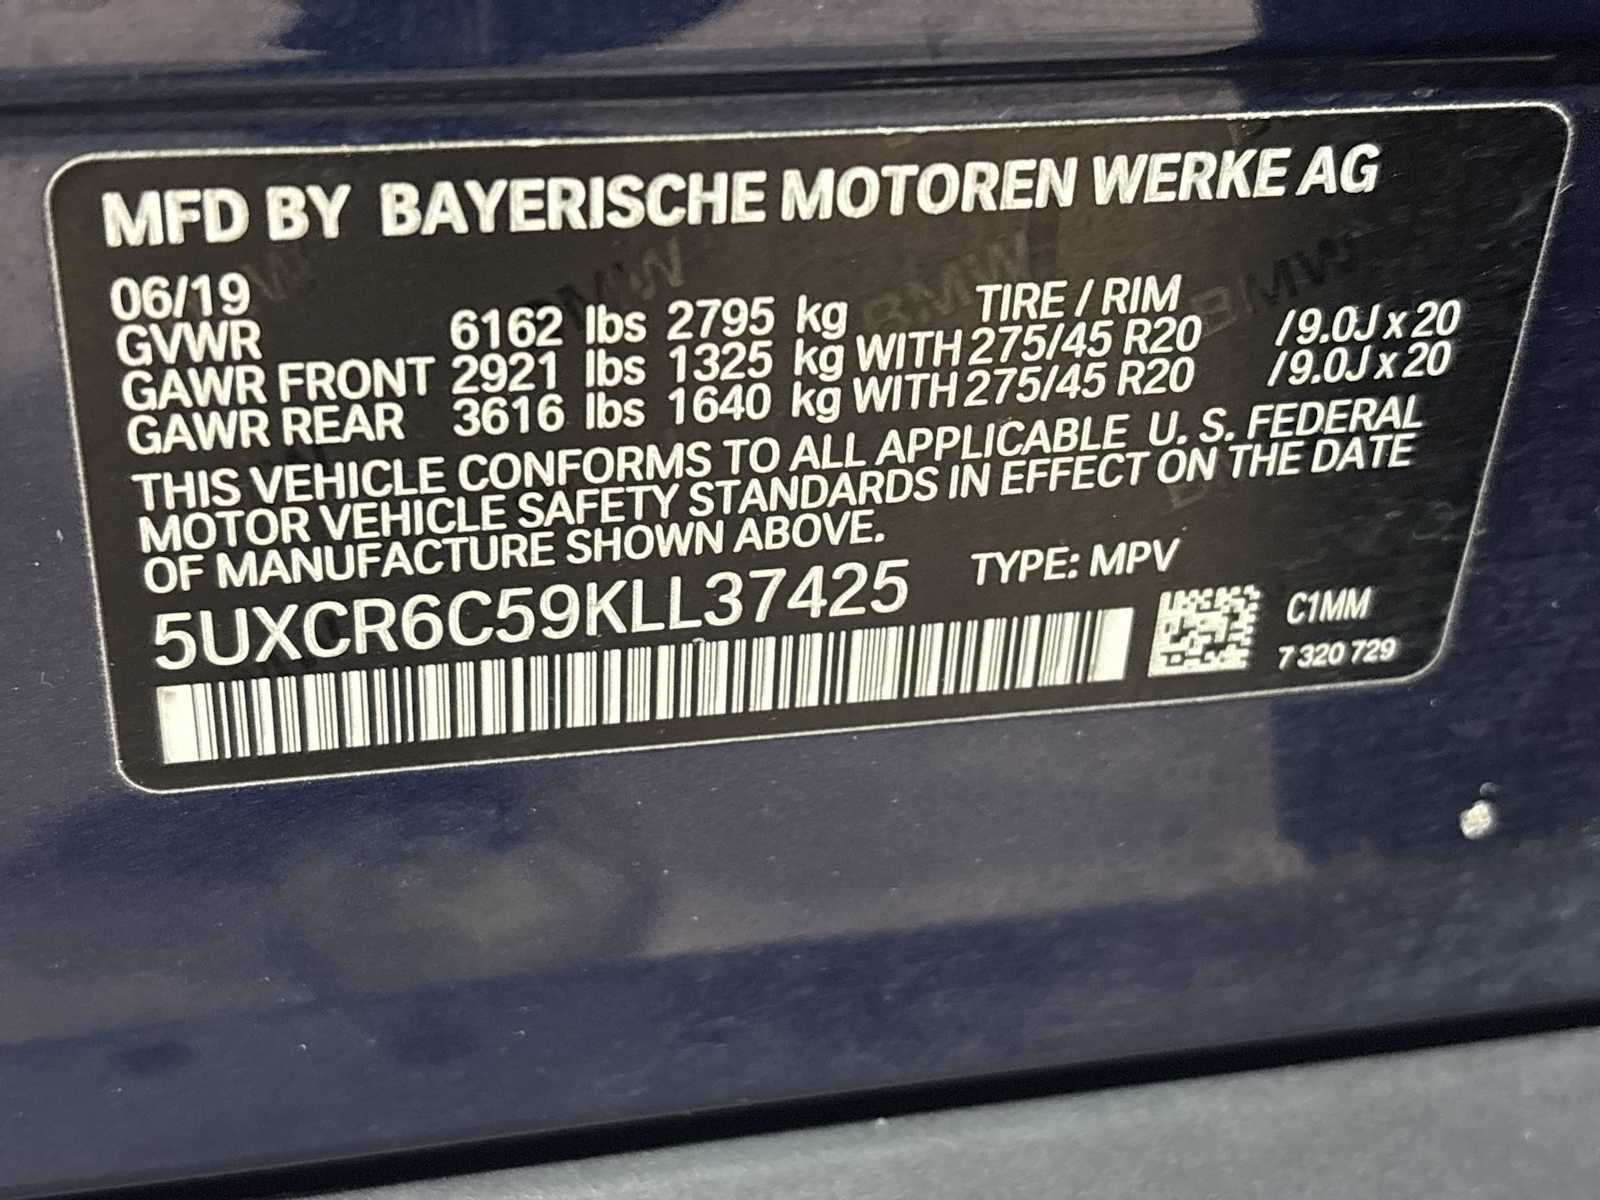 MFD BY BAYERISCHE MOTOREN WERKE AG
06/19 TIRE / RIM
GVWR 6162 lbs 2795 kg
GAWR FRONT 2921 lbs 1325 kg WITH 275/45 R20 /9.0J x 20
GAWR REAR 3616 lbs 1640 kg WITH 275/45 R20 /9.0J x 20
THIS VEHICLE CONFORMS TO ALL APPLICABLE U. S. FEDERAL
MOTOR VEHICLE SAFETY STANDARDS IN EFFECT ON THE DATE
OF MANUFACTURE SHOWN ABOVE.
5UXCR6C59KLL37425 TYPE: MPV
C1MM
7 320 729